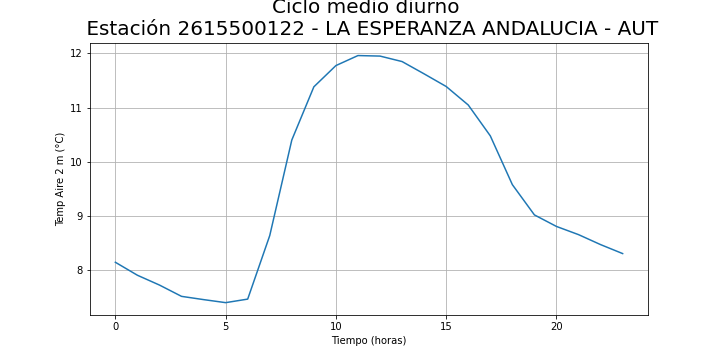 Ciclo medio diurno
Estación 2615500122 - LA ESPERANZA ANDALUCIA - AUT
12
11
10
9
8
Temp Aire 2 m (°C)
0
5
10
15
20
Tiempo (horas)